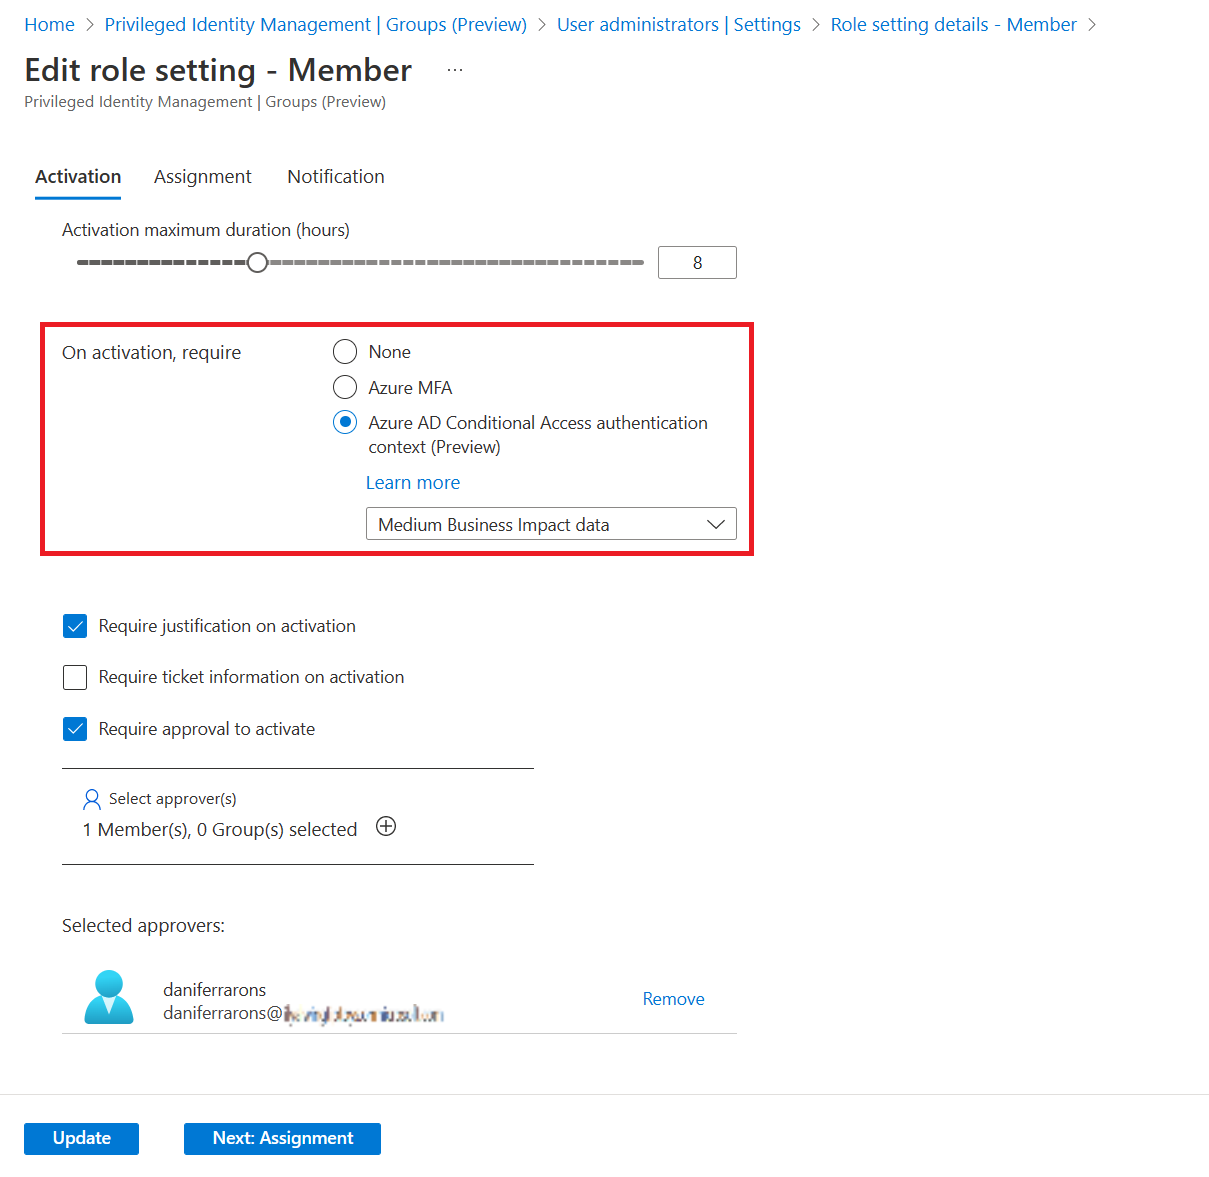 Home > Privileged Identity Management | Groups (Preview) > User administrators | Settings > Role setting details - Member >
Edit role setting - Member ...
Privileged Identity Management | Groups (Preview)
Activation Assignment Notification
Activation maximum duration (hours)
8
On activation, require
None
Azure MFA
Azure AD Conditional Access authentication
context (Preview)
Learn more
Medium Business Impact data
Require justification on activation
Require ticket information on activation
Require approval to activate
Select approver(s)
1 Member(s), 0 Group(s) selected
Selected approvers:
daniferrarons
daniferrarons@
Remove
Update Next: Assignment